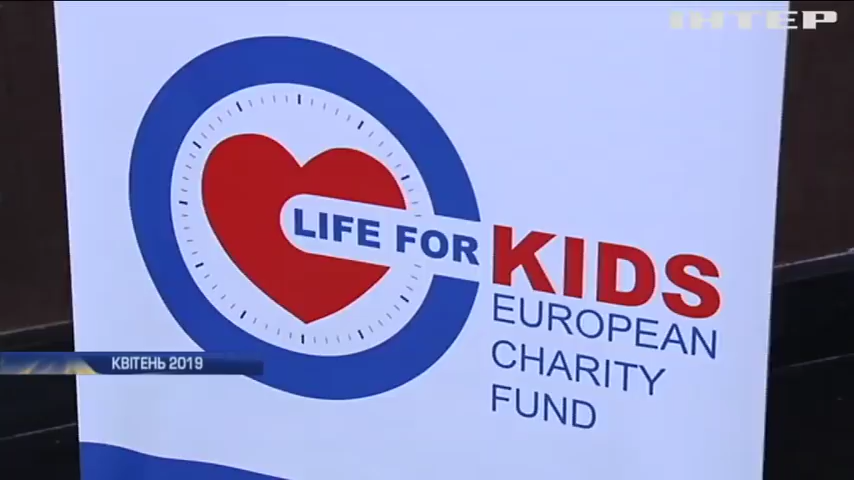 ІНТЕР
LIFE FOR KIDS
EUROPEAN
CHARITY
FUND
КВІТЕНЬ 2019